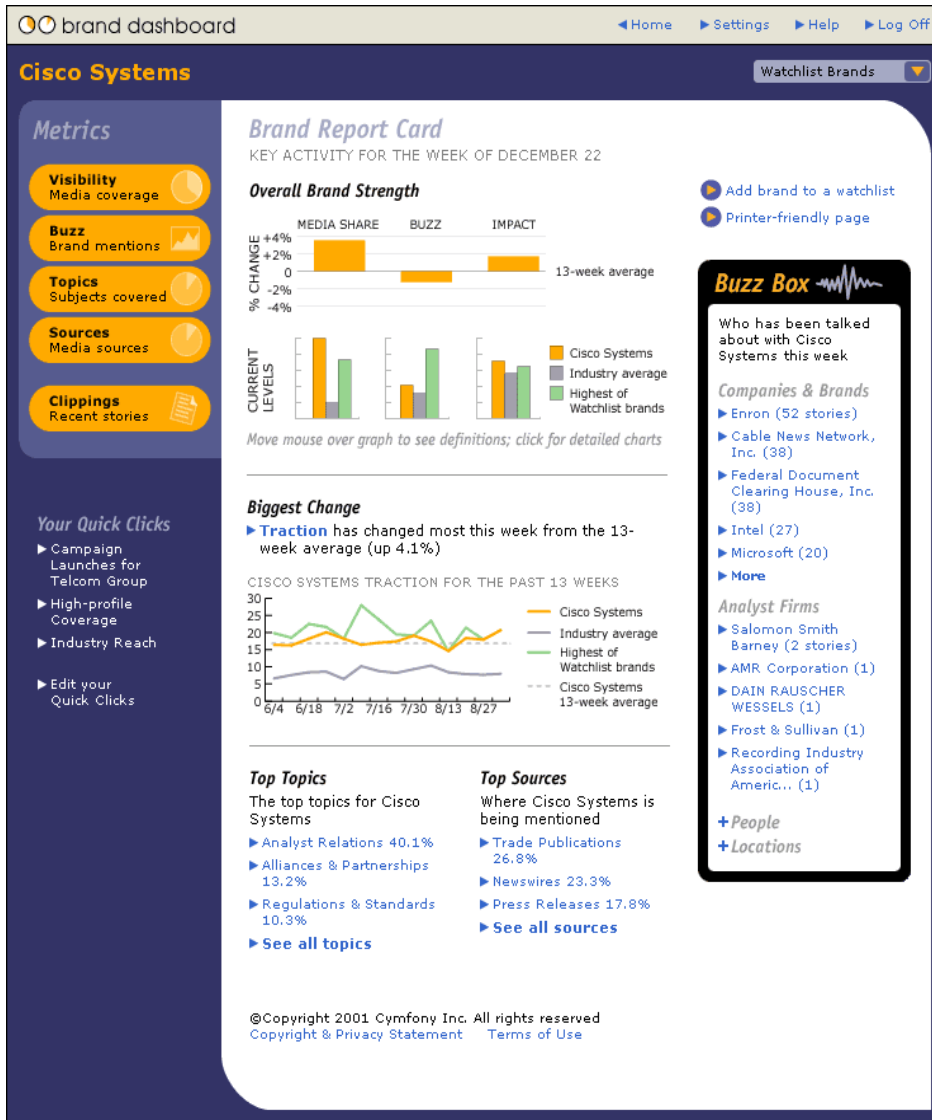 brand dashboard
Home
Settings
Help
Log Off
Cisco Systems
Watchlist Brands
Metrics
Visibility
Media coverage
Buzz
Brand mentions
Topics
Subjects covered
Sources
Media sources
Clippings
Recent stories
Your Quick Clicks
Campaign
Launches for
Telcom Group
High-profile
Coverage
Industry Reach
Edit your
Quick Clicks
Brand Report Card
KEY ACTIVITY FOR THE WEEK OF DECEMBER 22
Overall Brand Strength
MEDIA SHARE BUZZ IMPACT
% CHANGE
+4%
+2%
0
-2%
-4%
13-week average
CURRENT
LEVELS
Cisco Systems
Industry average
Highest of
Watchlist brands
Move mouse over graph to see definitions; click for detailed charts
Biggest Change
Traction has changed most this week from the 13-
week average (up 4.1%)
CISCO SYSTEMS TRACTION FOR THE PAST 13 WEEKS
30
25
20
15
10
5
0
6/4 6/18 7/2 7/16 7/30 8/13 8/27
Cisco Systems
Industry average
Highest of
Watchlist brands
Cisco Systems
13-week average
Top Topics
The top topics for Cisco
Systems
Analyst Relations 40.1%
Alliances & Partnerships
13.2%
Regulations & Standards
10.3%
See all topics
Top Sources
Where Cisco Systems is
being mentioned
Trade Publications
26.8%
Newswires 23.3%
Press Releases 17.8%
See all sources
Add brand to a watchlist
Printer-friendly page
Buzz Box
Who has been talked
about with Cisco
Systems this week
Companies & Brands
Enron (52 stories)
Cable News Network,
Inc. (38)
Federal Document
Clearing House, Inc.
(38)
Intel (27)
Microsoft (20)
More
Analyst Firms
Salomon Smith
Barney (2 stories)
AMR Corporation (1)
DAIN RAUSCHER
WESSELS (1)
Frost & Sullivan (1)
Recording Industry
Association of
Americ... (1)
+People
+Locations
©Copyright 2001 Cymfony Inc. All rights reserved
Copyright & Privacy Statement Terms of Use